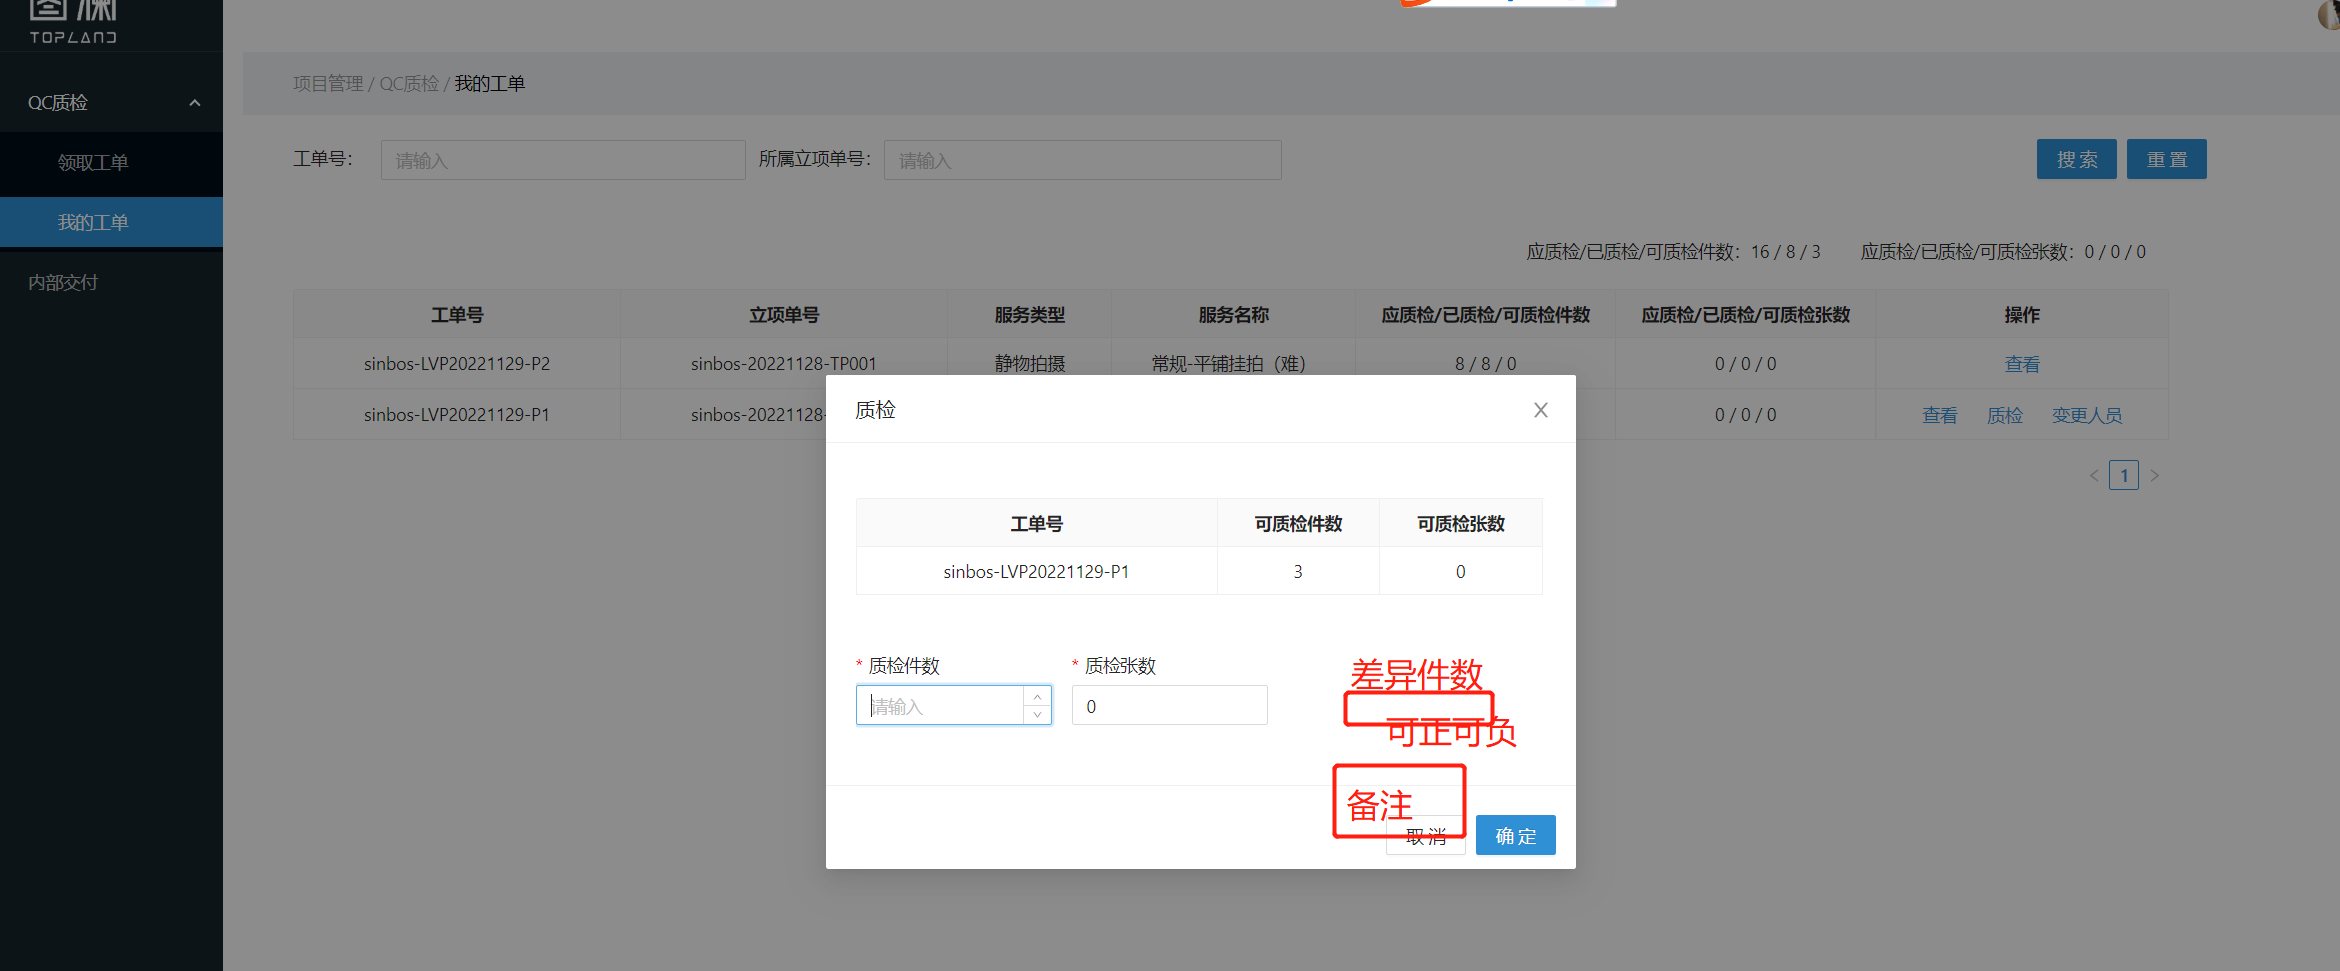 TOPLAND
项目管理 / QC质检 / 我的工单
QC质检
领取工单
我的工单
内部交付
工单号： 请输入 所属立项单号： 请输入 搜 索 重 置
应质检/已质检/可质检件数：16 / 8 / 3 应质检/已质检/可质检张数：0 / 0 / 0
工单号 立项单号 服务类型 服务名称 应质检/已质检/可质检件数 应质检/已质检/可质检张数 操作
sinbos-LVP20221129-P2 sinbos-20221128-TP001 静物拍摄 常规-平铺挂拍（难） 8 / 8 / 0 0 / 0 / 0 查看
sinbos-LVP20221129-P1 sinbos-20221128- 0 / 0 / 0 查看 质检 变更人员
< 1 >
质检
工单号 可质检件数 可质检张数
sinbos-LVP20221129-P1 3 0
* 质检件数 * 质检张数 差异件数
请输入 0
可正可负
备注
取 消 确 定